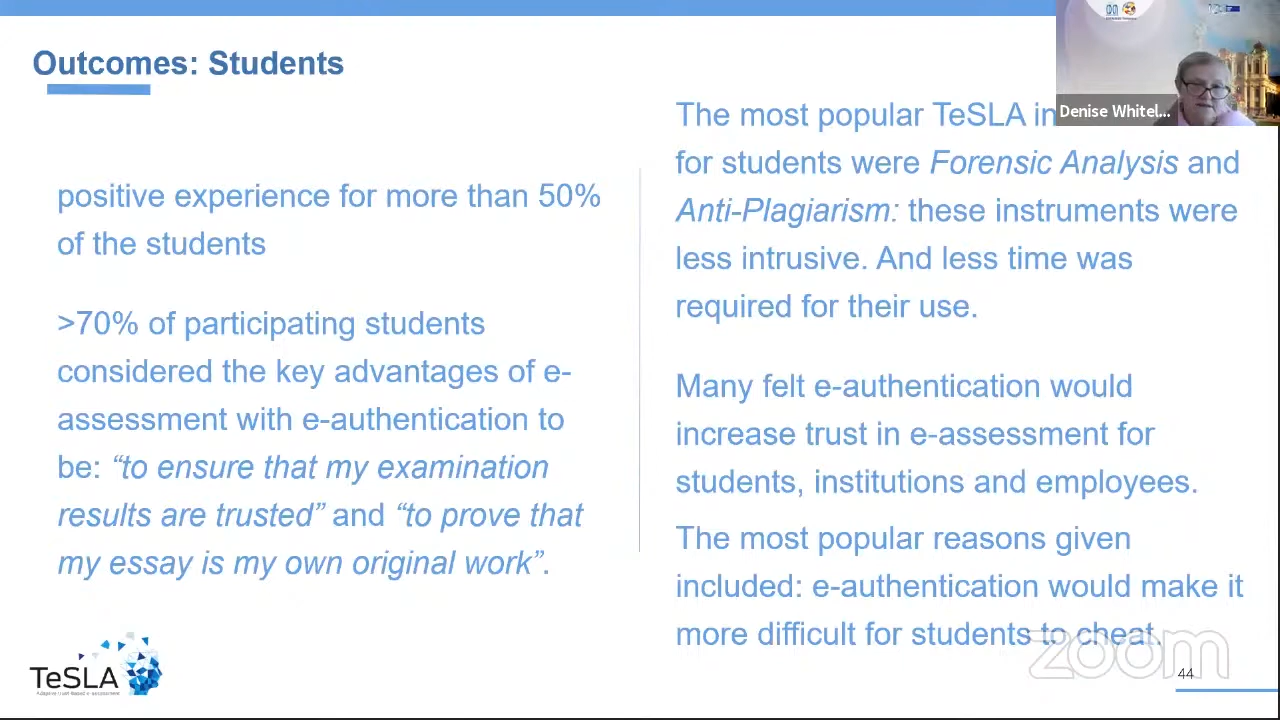 Outcomes: Students
positive experience for more than 50%
of the students
>70% of participating students
considered the key advantages of e-
assessment with e-authentication to
be: “to ensure that my examination
results are trusted” and “to prove that
my essay is my own original work”.
The most popular TeSLA in
for students were Forensic Analysis and
Anti-Plagiarism: these instruments were
less intrusive. And less time was
required for their use.
Many felt e-authentication would
increase trust in e-assessment for
students, institutions and employees.
The most popular reasons given
included: e-authentication would make it
more difficult for students to cheat.
Denise Whitel...
TeSLA
Adaptive trust-based e-assessment
zoom
44